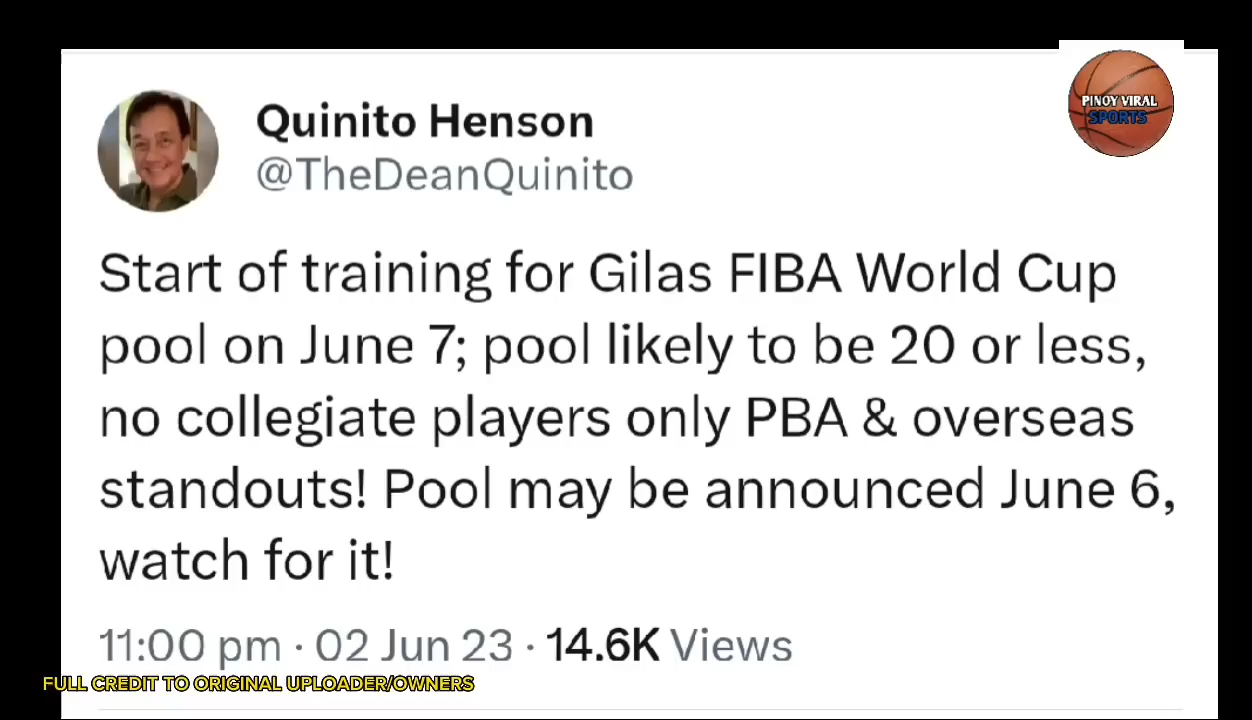 Quinito Henson
@TheDeanQuinito
PINOY VIRAL
SPORTS
Start of training for Gilas FIBA World Cup
pool on June 7; pool likely to be 20 or less,
no collegiate players only PBA & overseas
standouts! Pool may be announced June 6,
watch for it!
11:00 pm · 02 Jun 23 · 14.6K Views
FULL CREDIT TO ORIGINAL UPLOADER/OWNERS